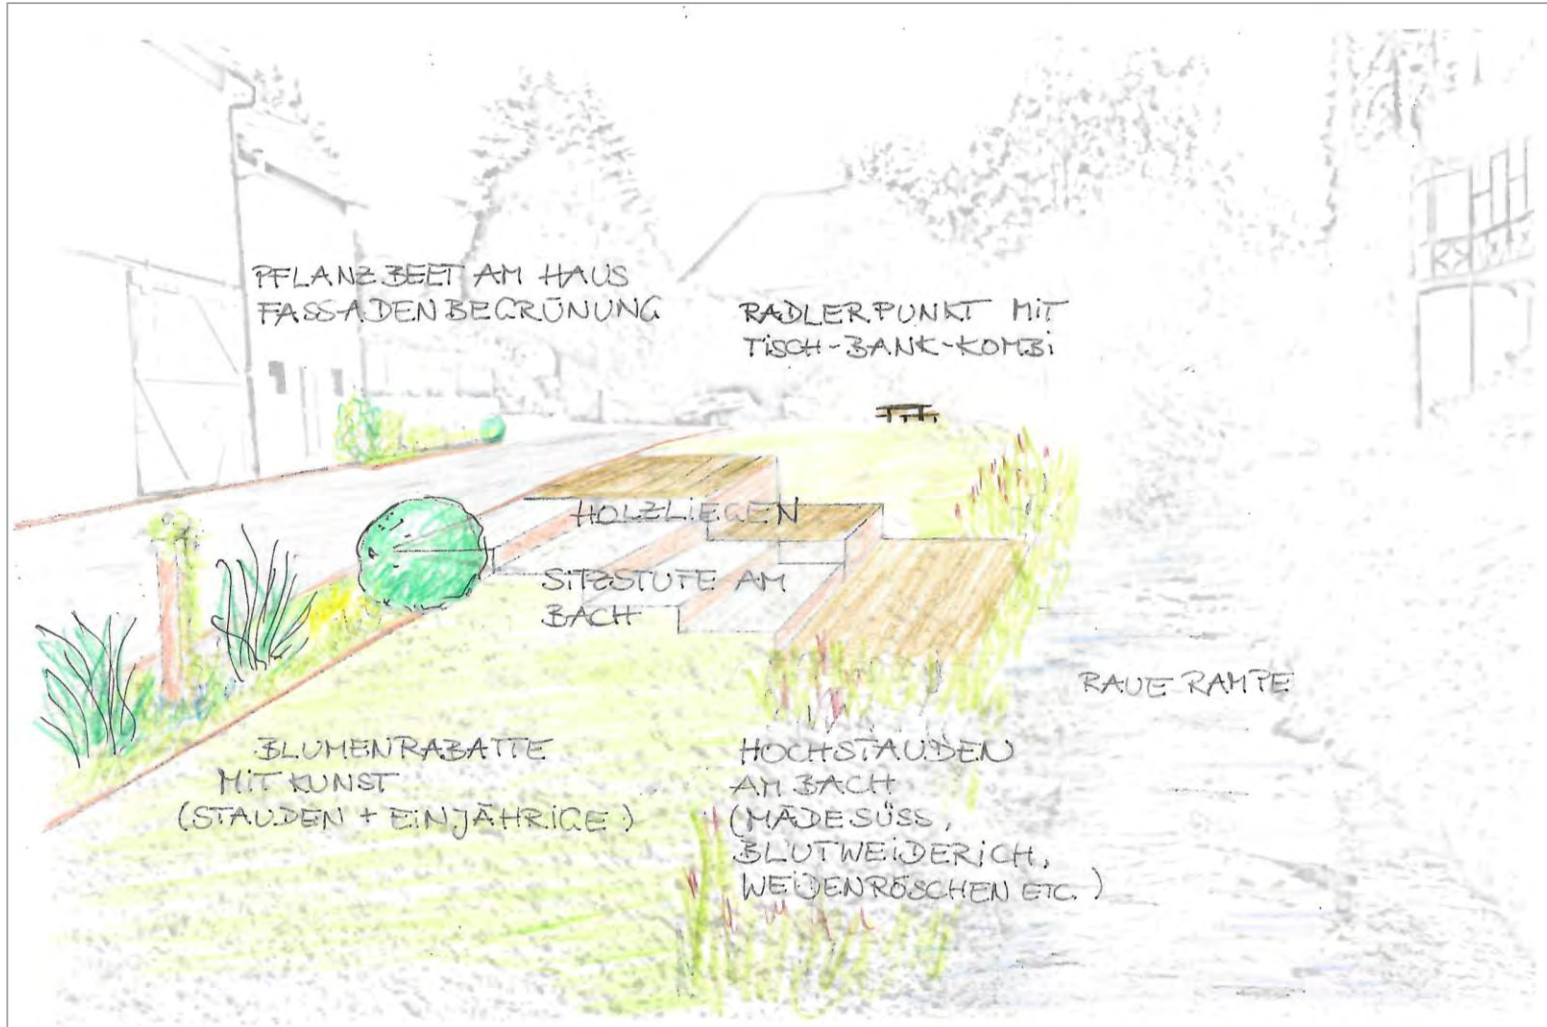 PFLANZBEET AM HAUS
FASSADENBEGRÜNUNG
RADLERPUNKT MIT
TISCH-BANK-KOMBI
HOLZLIEGEN
SITZSTUFE AM
BACH
RAUE RAMPE
BLUMENRABATTE
MIT KUNST
(STAUDEN + EINJÄHRIGE)
HOCHSTAUDEN
AM BACH
(MÄDESÜSS,
BLUTWEIDERICH,
WEIDENRÖSCHEN ETC.)